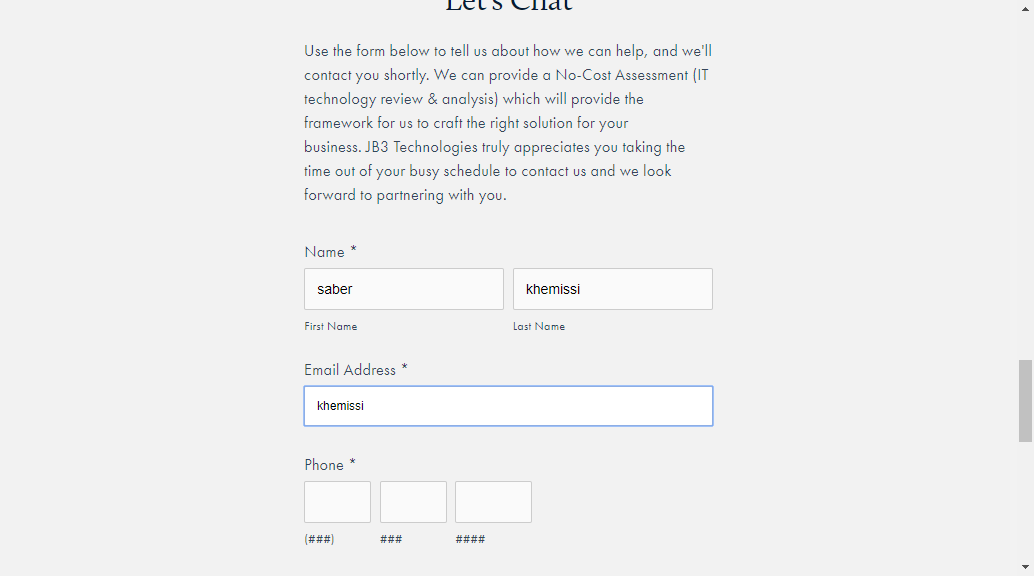 Let's Chat
Use the form below to tell us about how we can help, and we'll
contact you shortly. We can provide a No-Cost Assessment (IT
technology review & analysis) which will provide the
framework for us to craft the right solution for your
business. JB3 Technologies truly appreciates you taking the
time out of your busy schedule to contact us and we look
forward to partnering with you.
Name *
saber khemissi
First Name Last Name
Email Address *
khemissi
Phone *
(###) ### ####